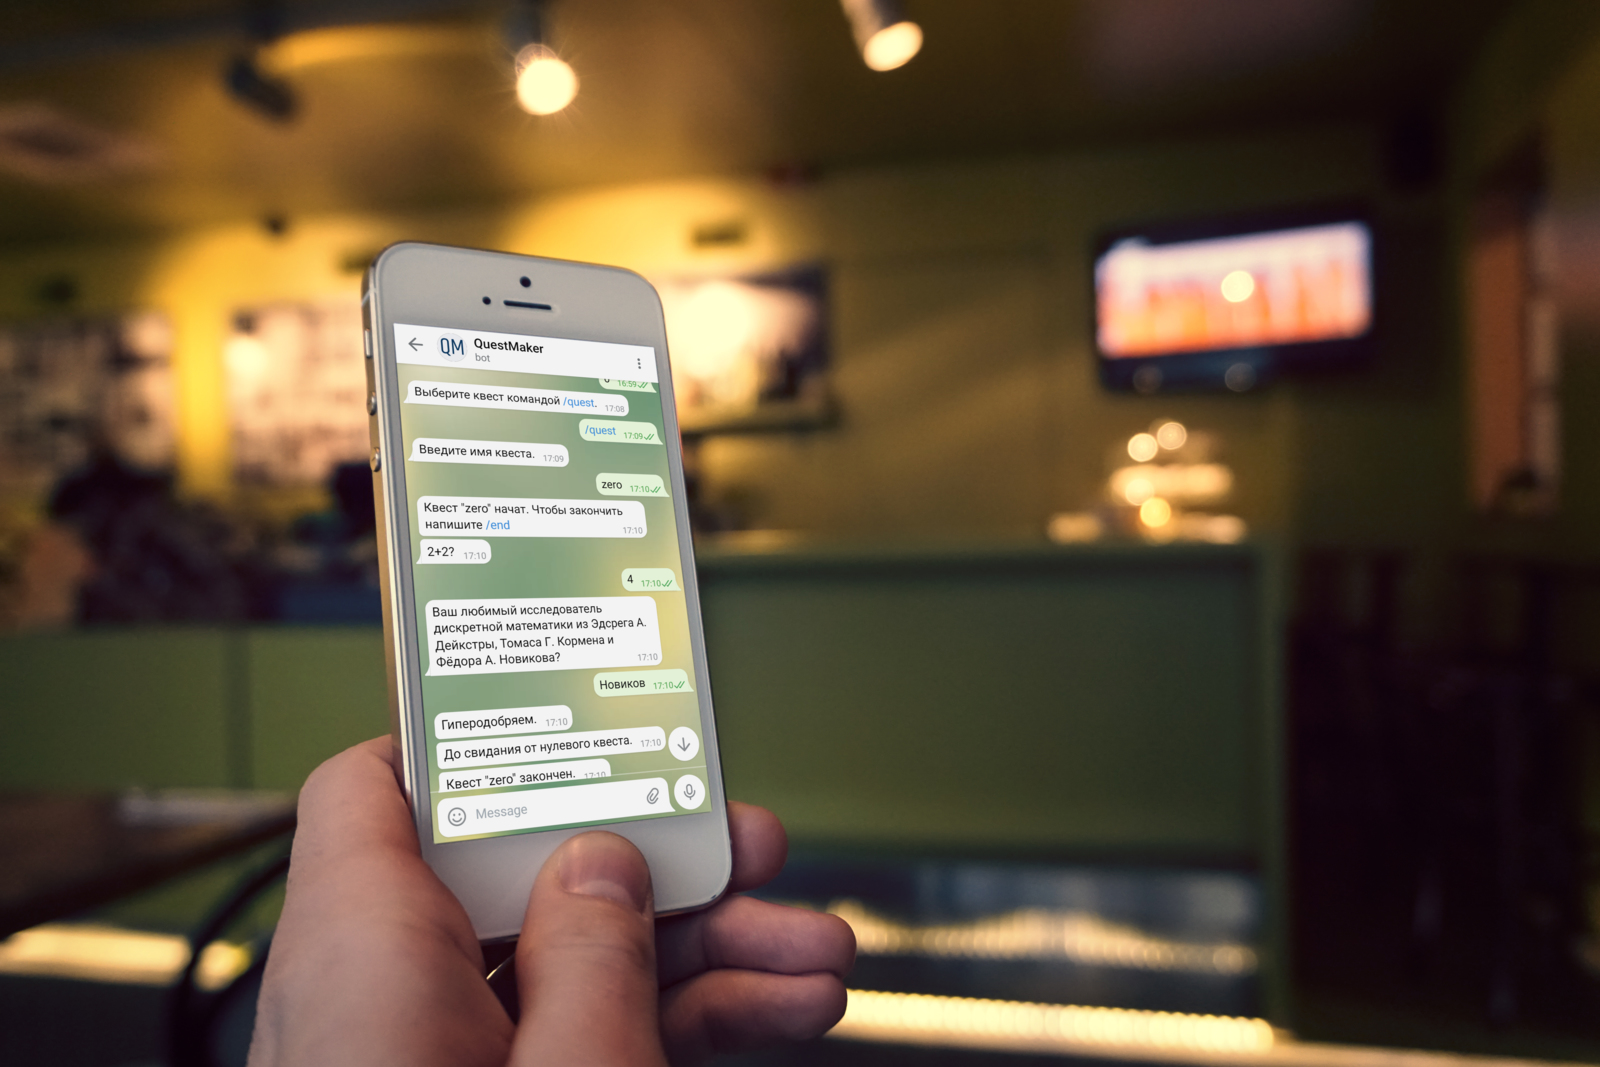 QM
QuestMaker
bot
16:59
Выберите квест командой /quest. 17:08
/quest 17:09
Введите имя квеста. 17:09
zero 17:10
Квест "zero" начат. Чтобы закончить
напишите /end 17:10
2+2? 17:10
4 17:10
Ваш любимый исследователь
дискретной математики из Эдсрега А.
Дейкстры, Томаса Г. Кормена и
Фёдора А. Новикова? 17:10
Новиков 17:10
Гиперодобряем. 17:10
До свидания от нулевого квеста. 17:10
Квест "zero" закончен. 17:10
Message